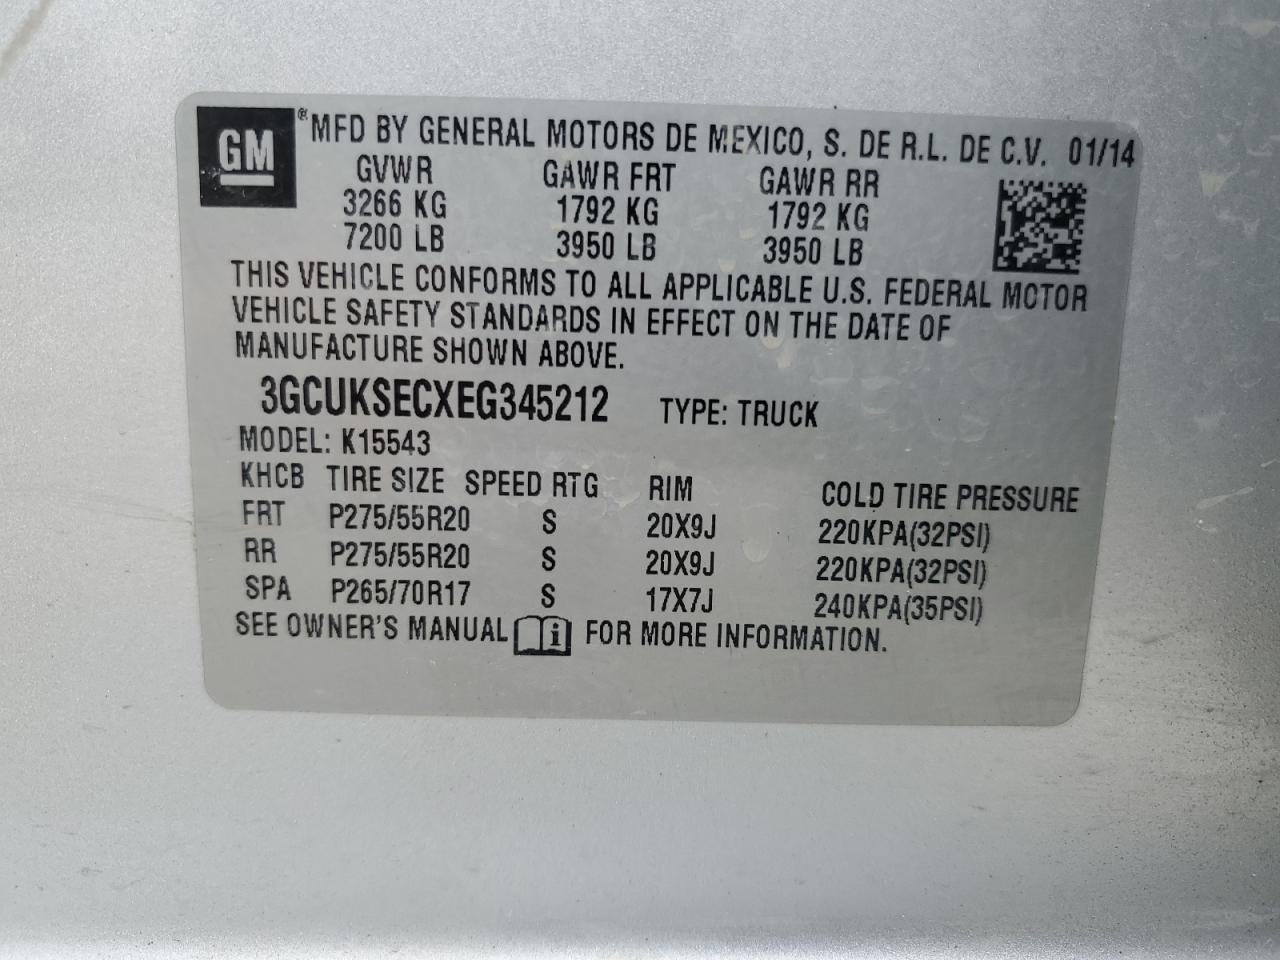 GM ® MFD BY GENERAL MOTORS DE MEXICO, S. DE R.L. DE C.V. 01/14
GVWR GAWR FRT GAWR RR
3266 KG 1792 KG 1792 KG
7200 LB 3950 LB 3950 LB
THIS VEHICLE CONFORMS TO ALL APPLICABLE U.S. FEDERAL MOTOR
VEHICLE SAFETY STANDARDS IN EFFECT ON THE DATE OF
MANUFACTURE SHOWN ABOVE.
3GCUKSECXEG345212 TYPE: TRUCK
MODEL: K15543
KHCB TIRE SIZE SPEED RTG RIM COLD TIRE PRESSURE
FRT P275/55R20 S 20X9J 220KPA(32PSI)
RR P275/55R20 S 20X9J 220KPA(32PSI)
SPA P265/70R17 S 17X7J 240KPA(35PSI)
SEE OWNER'S MANUAL i FOR MORE INFORMATION.